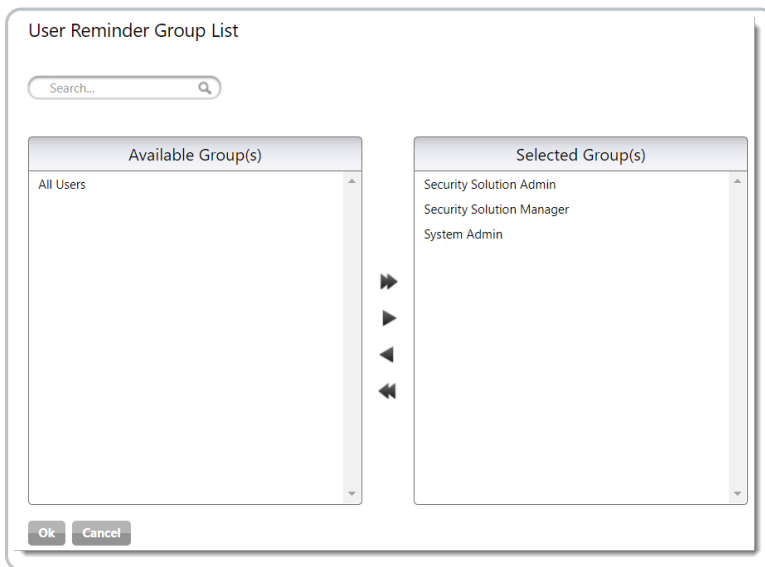 User Reminder Group List
Search...
Available Group(s)
All Users
Selected Group(s)
Security Solution Admin
Security Solution Manager
System Admin
Ok
Cancel